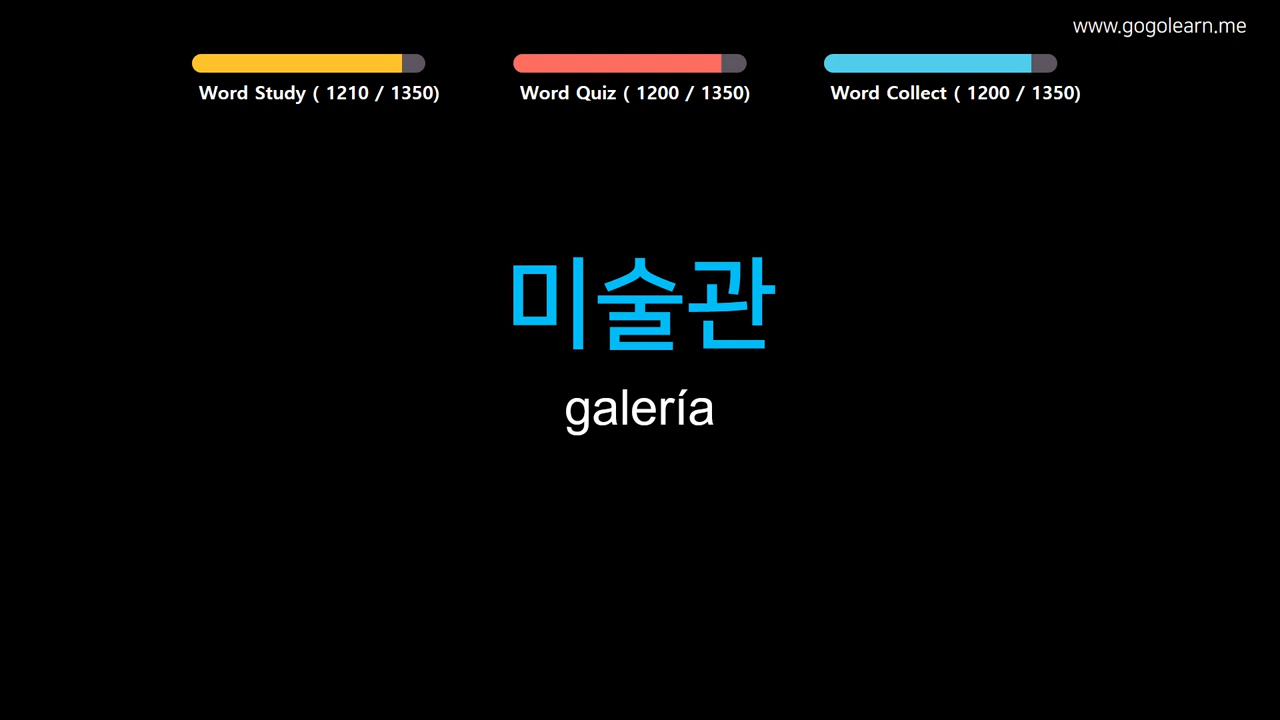 www.gogolearn.me
Word Study ( 1210 / 1350)
Word Quiz ( 1200 / 1350)
Word Collect ( 1200 / 1350)
미술관
galería